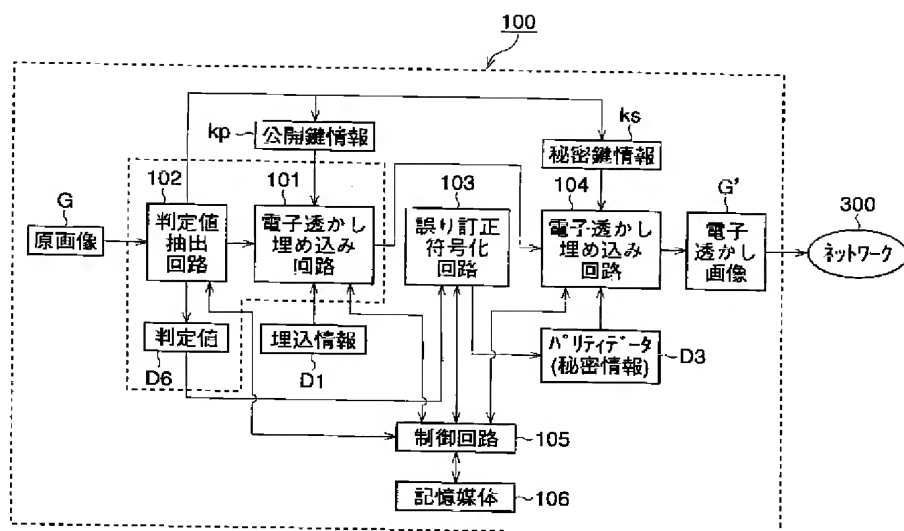 100
kp
公開鍵情報
ks
秘密鍵情報
G
原画像
102
判定値
抽出
回路
101
電子透かし
埋め込み
回路
103
誤り訂正
符号化
回路
104
電子透かし
埋め込み
回路
G'
電子
透かし
画像
300
ネットワーク
判定値
D6
埋込情報
D1
パリティデータ
(秘密情報)
D3
制御回路
105
記憶媒体
106